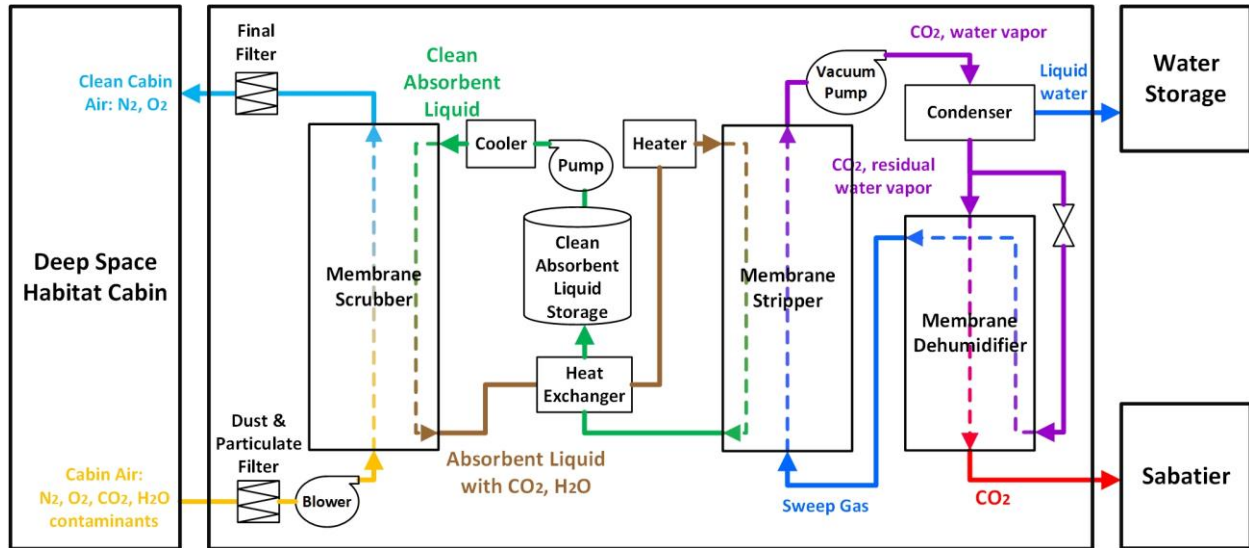 Deep Space
Habitat Cabin
Clean Cabin
Air: N2, O2
Cabin Air:
N2, O2, CO2, H2O
contaminants
Final
Filter
Dust &
Particulate
Filter
Blower
Membrane
Scrubber
Clean
Absorbent
Liquid
Cooler
Pump
Clean
Absorbent
Liquid
Storage
Heat
Exchanger
Absorbent Liquid
with CO2, H2O
Heater
Membrane
Stripper
Vacuum
Pump
CO2, water vapor
Condenser
Liquid
water
CO2, residual
water vapor
Membrane
Dehumidifier
Sweep Gas
CO2
Water
Storage
Sabatier